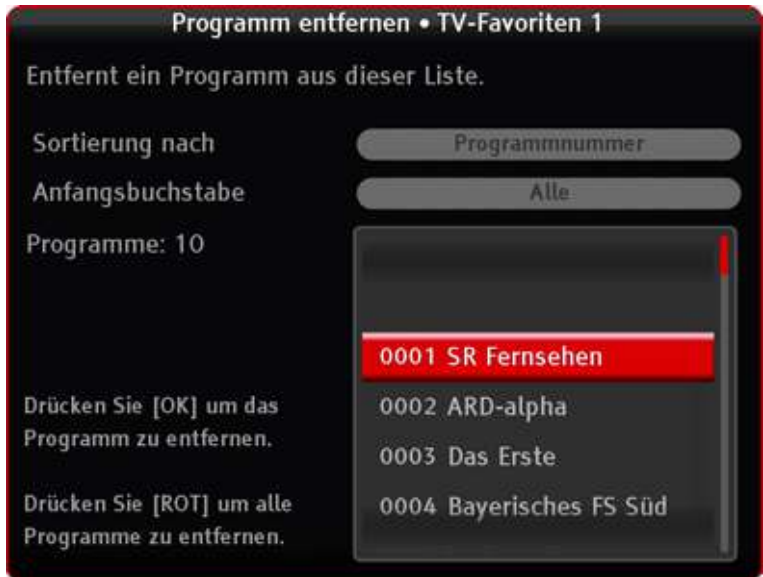 Programm entfernen • TV-Favoriten 1
Entfernt ein Programm aus dieser Liste.
Sortierung nach
Programmnummer
Anfangsbuchstabe
Alle
Programme: 10
0001 SR Fernsehen
0002 ARD-alpha
0003 Das Erste
0004 Bayerisches FS Süd
Drücken Sie [OK] um das
Programm zu entfernen.
Drücken Sie [ROT] um alle
Programme zu entfernen.